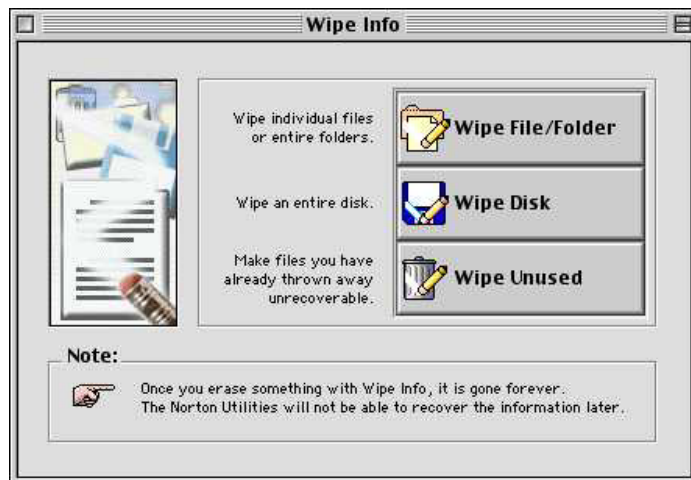 Wipe Info
Wipe individual files
or entire folders.
Wipe File/Folder
Wipe an entire disk.
Wipe Disk
Make files you have
already thrown away
unrecoverable.
Wipe Unused
Note:
Once you erase something with Wipe Info, it is gone forever.
The Norton Utilities will not be able to recover the information later.